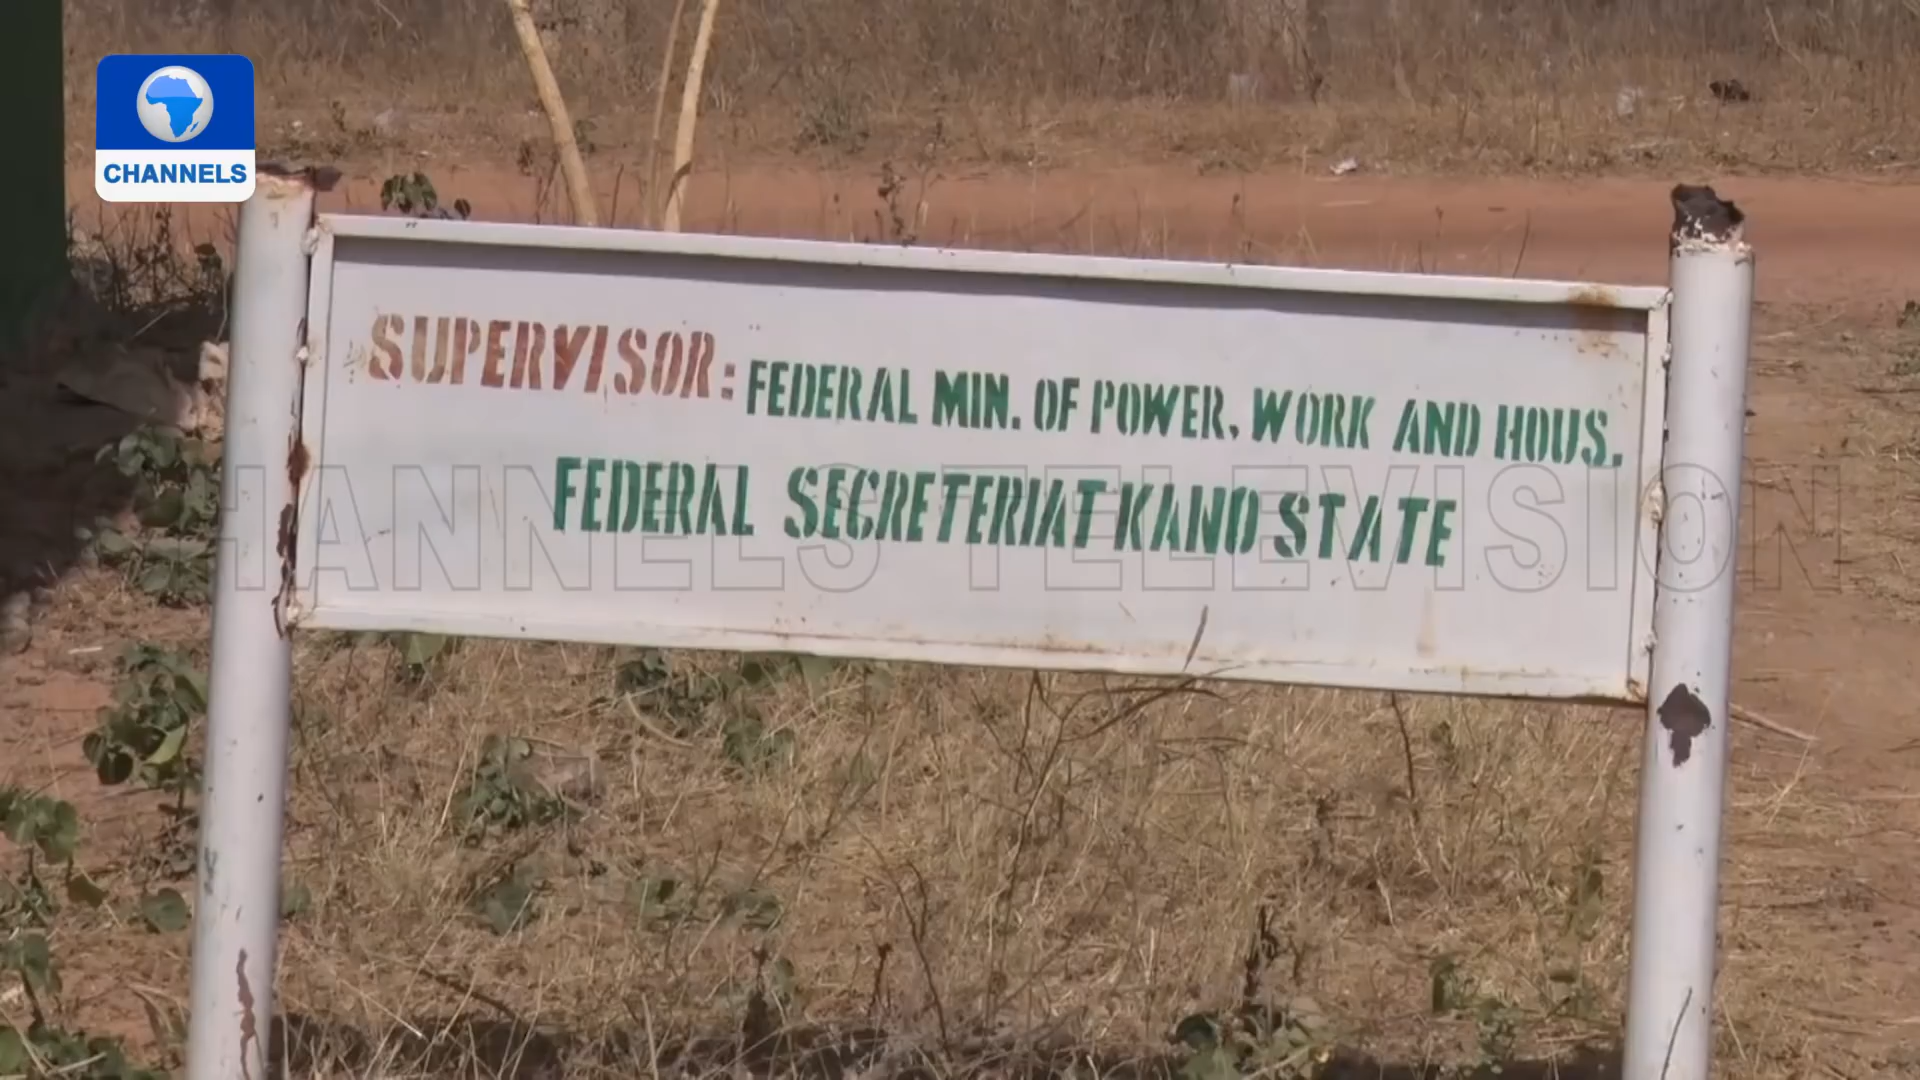 CHANNELS
SUPERVISOR: FEDERAL MIN. OF POWER, WORK AND HOUS.
FEDERAL SECRETERIAT KANO STATE
CHANNELS TELEVISION